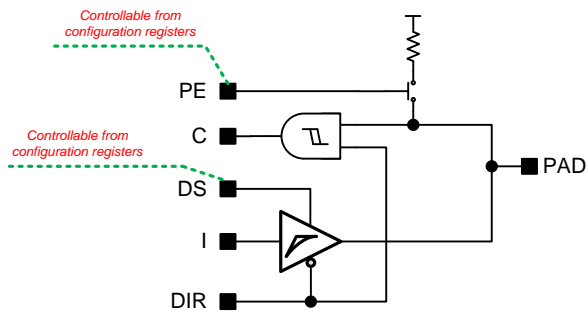 Controllable from
configuration registers
PE
C
Controllable from
configuration registers
DS
PAD
I
DIR